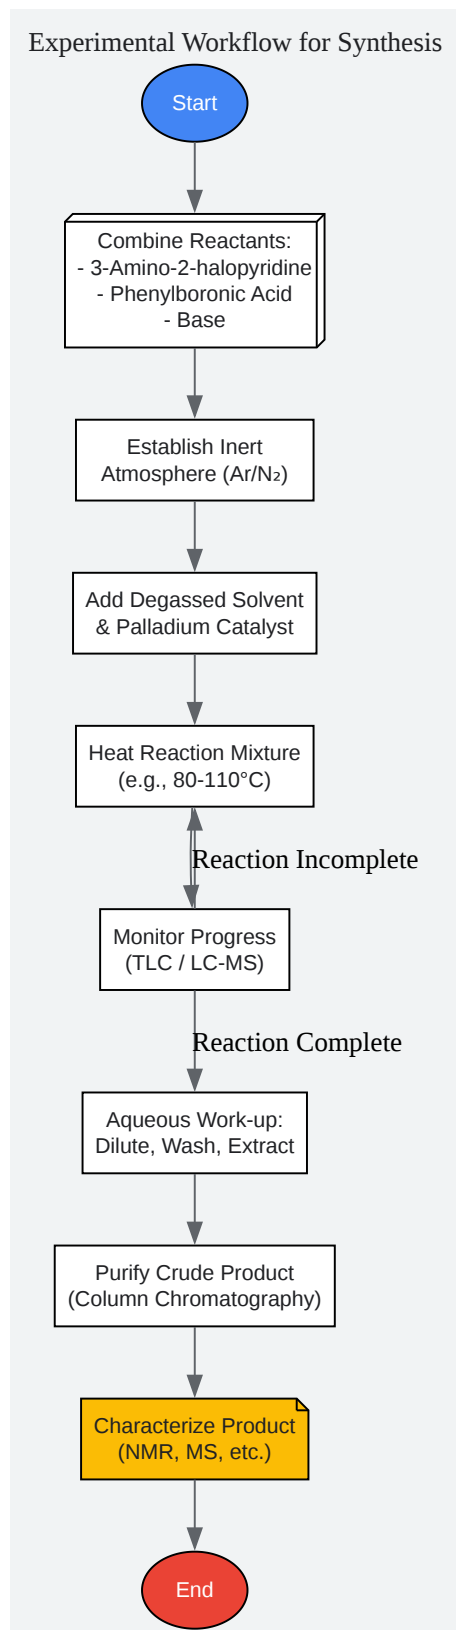 Experimental Workflow for Synthesis
Start
Combine Reactants:
- 3-Amino-2-halopyridine
- Phenylboronic Acid
- Base
Establish Inert
Atmosphere (Ar/N₂)
Add Degassed Solvent
& Palladium Catalyst
Heat Reaction Mixture
(e.g., 80-110°C)
Reaction Incomplete
Monitor Progress
(TLC / LC-MS)
Reaction Complete
Aqueous Work-up:
Dilute, Wash, Extract
Purify Crude Product
(Column Chromatography)
Characterize Product
(NMR, MS, etc.)
End